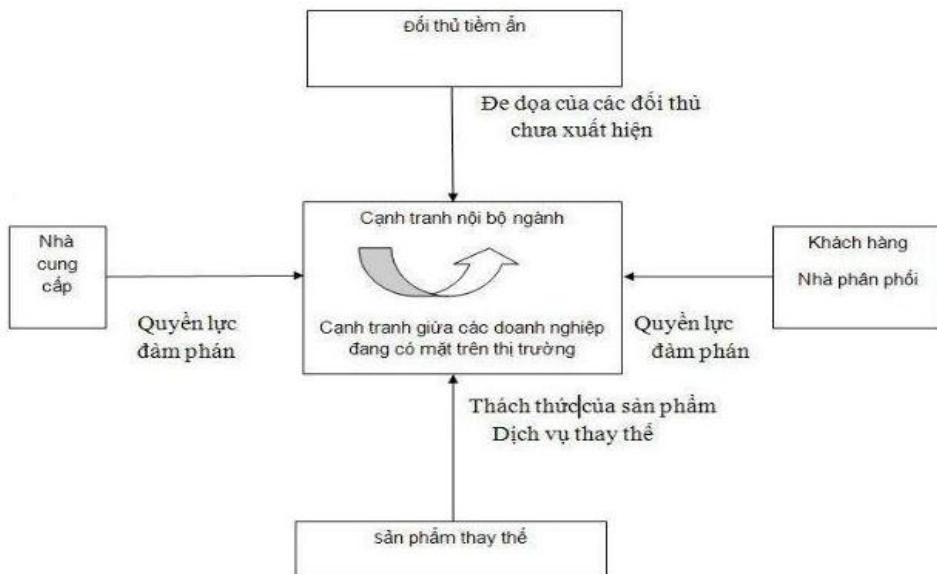 Đối thủ tiềm ẩn
Đe dọa của các đối thủ
chưa xuất hiện
Cạnh tranh nội bộ ngành
Nhà
cung
cấp
Khách hàng
Nhà phân phối
Quyền lực
đàm phán
Cạnh tranh giữa các doanh nghiệp
đang có mặt trên thị trường
Quyền lực
đàm phán
Thách thức của sản phẩm
Dịch vụ thay thế
Sản phẩm thay thế